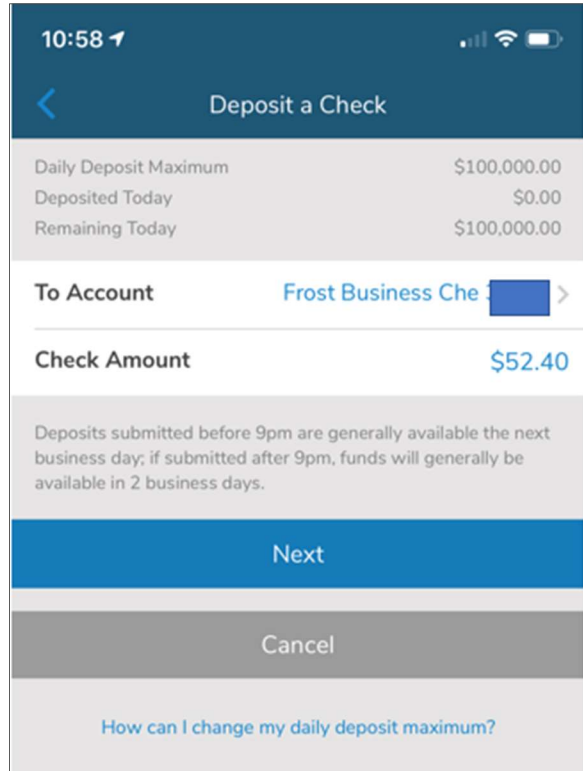 10:58
Deposit a Check
Daily Deposit Maximum $100,000.00
Deposited Today $0.00
Remaining Today $100,000.00
To Account Frost Business Che
Check Amount $52.40
Deposits submitted before 9pm are generally available the next
business day; if submitted after 9pm, funds will generally be
available in 2 business days.
Next
Cancel
How can I change my daily deposit maximum?